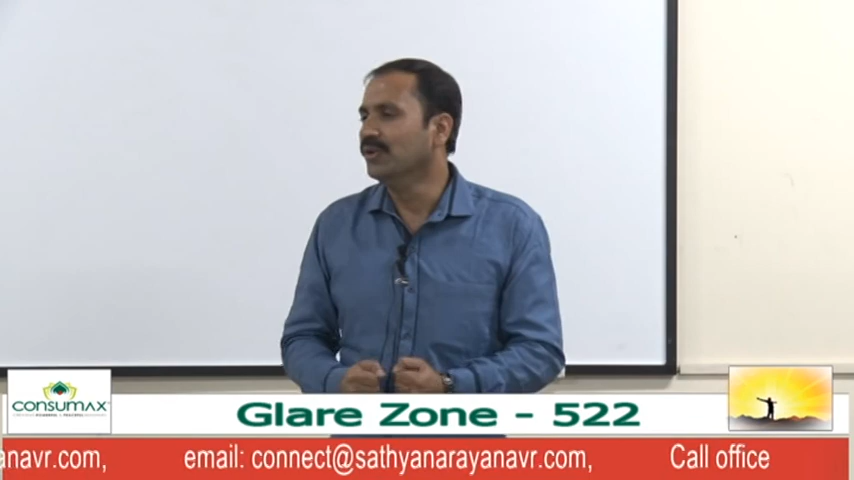 CONSUMAX
Glare Zone - 522
anavr.com, email: connect@sathyanarayanavr.com, Call office